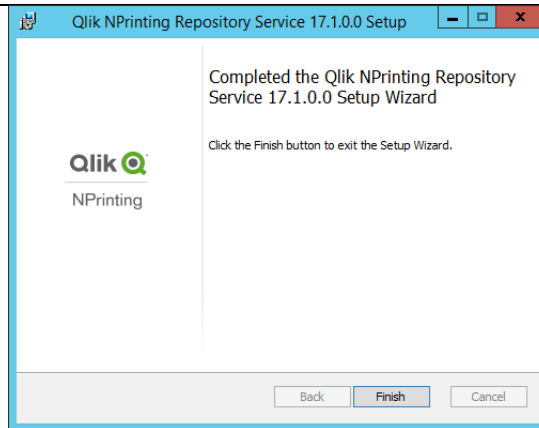 Qlik NPrinting Repository Service 17.1.0.0 Setup
Completed the Qlik NPrinting Repository
Service 17.1.0.0 Setup Wizard
Click the Finish button to exit the Setup Wizard.
Qlik
NPrinting
Back Finish Cancel